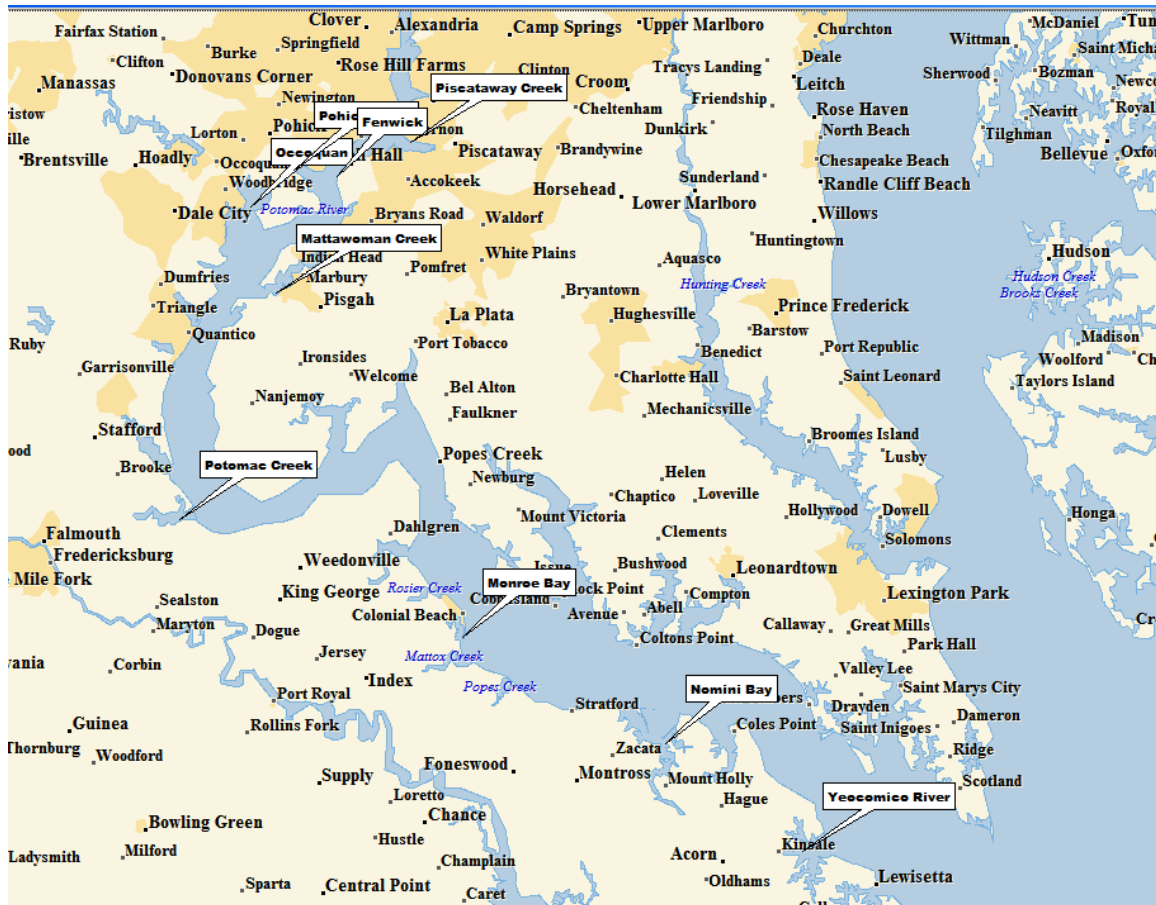 Clover
Alexandria
Camp Springs
Upper Marlboro
Churchton
McDaniel
Fairfax Station
Springfield
Burke
Wittman
Clifton
Rose Hill Farms
Tracys Landing
Deale
Donovans Corner
Clinton
Croom
Leitch
Sherwood
Bozman
Manassas
Piscataway Creek
Newington
Cheltenham
Friendship
Rose Haven
Neavitt
Lorton
Pohick
Fenwick
Dunkirk
North Beach
Tilghman
Brentsville
Hoadly
Occoquan
Hall
Piscataway
Brandywine
Chesapeake Beach
Bellevue
Woodbridge
Accokeek
Horsehead
Sunderland
Randle Cliff Beach
Dale City
Potomac River
Bryans Road
Waldorf
Lower Marlboro
Willows
Mattawoman Creek
Huntingtown
Indian Head
White Plains
Hudson
Dumfries
Marbury
Pomfret
Aquasco
Hunting Creek
Hudson Creek
Brooks Creek
Triangle
Pisgah
Bryantown
Prince Frederick
La Plata
Hughesville
Quantico
Barstow
Ruby
Port Tobacco
Benedict
Port Republic
Madison
Garrisonville
Ironsides
Woolford
Welcome
Charlotte Hall
Saint Leonard
Taylors Island
Nanjemoy
Bel Alton
Faulkner
Mechanicsville
Stafford
Broomes Island
Brooke
Potomac Creek
Popes Creek
Lusby
Newburg
Helen
Chaptico
Loveville
Hollywood
Dowell
Honga
Falmouth
Dahlgren
Mount Victoria
Clements
Solomons
Fredericksburg
Weedonville
Issue
Bushwood
Leonardtown
Mile Fork
Rosier Creek
Monroe Bay
King George
Sealston
Colonial Beach
Cobb Island
Rock Point
Compton
Lexington Park
Avenue
Abell
Maryton
Dogue
Coltons Point
Callaway
Great Mills
Jersey
Mattox Creek
Park Hall
Corbin
Index
Popes Creek
Valley Lee
Port Royal
Nomini Bay
Saint Marys City
Stratford
Drayden
Guinea
Rollins Fork
Coles Point
Saint Inigoes
Dameron
Thornburg
Woodford
Zacata
Ridge
Supply
Foneswood
Montross
Mount Holly
Scotland
Loretto
Hague
Yeocomico River
Bowling Green
Chance
Hustle
Kinsale
Ladysmith
Milford
Champlain
Acorn
Sparta
Central Point
Caret
Oldhams
Lewisetta